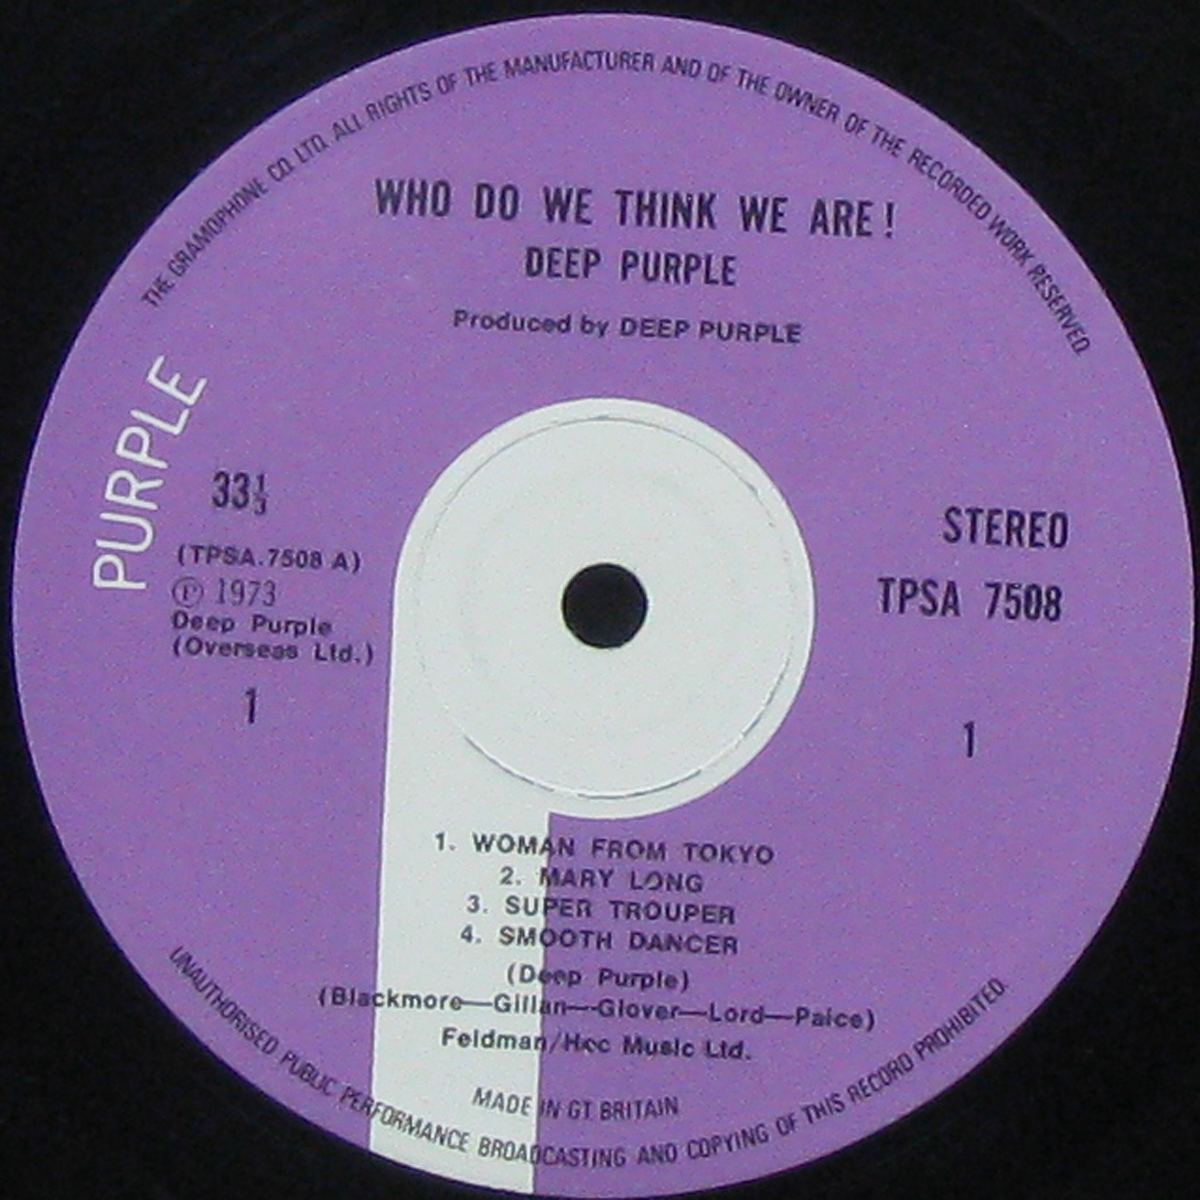 THE GRAMOPHONE CO. LTD. ALL RIGHTS OF THE MANUFACTURER AND OF THE OWNER OF THE RECORDED WORK RESERVED.
WHO DO WE THINK WE ARE!
DEEP PURPLE
Produced by DEEP PURPLE
PURPLE
33 1/3
(TPSA.7508 A)
Ⓟ 1973
Deep Purple
(Overseas Ltd.)
1
STEREO
TPSA 7508
1
1. WOMAN FROM TOKYO
2. MARY LONG
3. SUPER TROUPER
4. SMOOTH DANCER
(Deep Purple)
(Blackmore—Gillan—Glover—Lord—Paice)
Feldman/Hec Music Ltd.
MADE IN GT BRITAIN
UNAUTHORISED PUBLIC PERFORMANCE BROADCASTING AND COPYING OF THIS RECORD PROHIBITED.